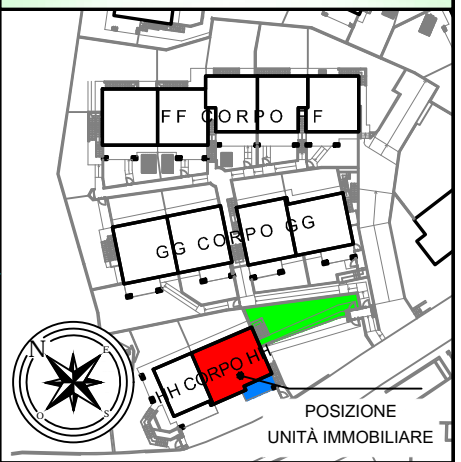 FF CORPO FF
GG CORPO GG
HH CORPO HH
N
E
O
S
POSIZIONE
UNITÀ IMMOBILIARE